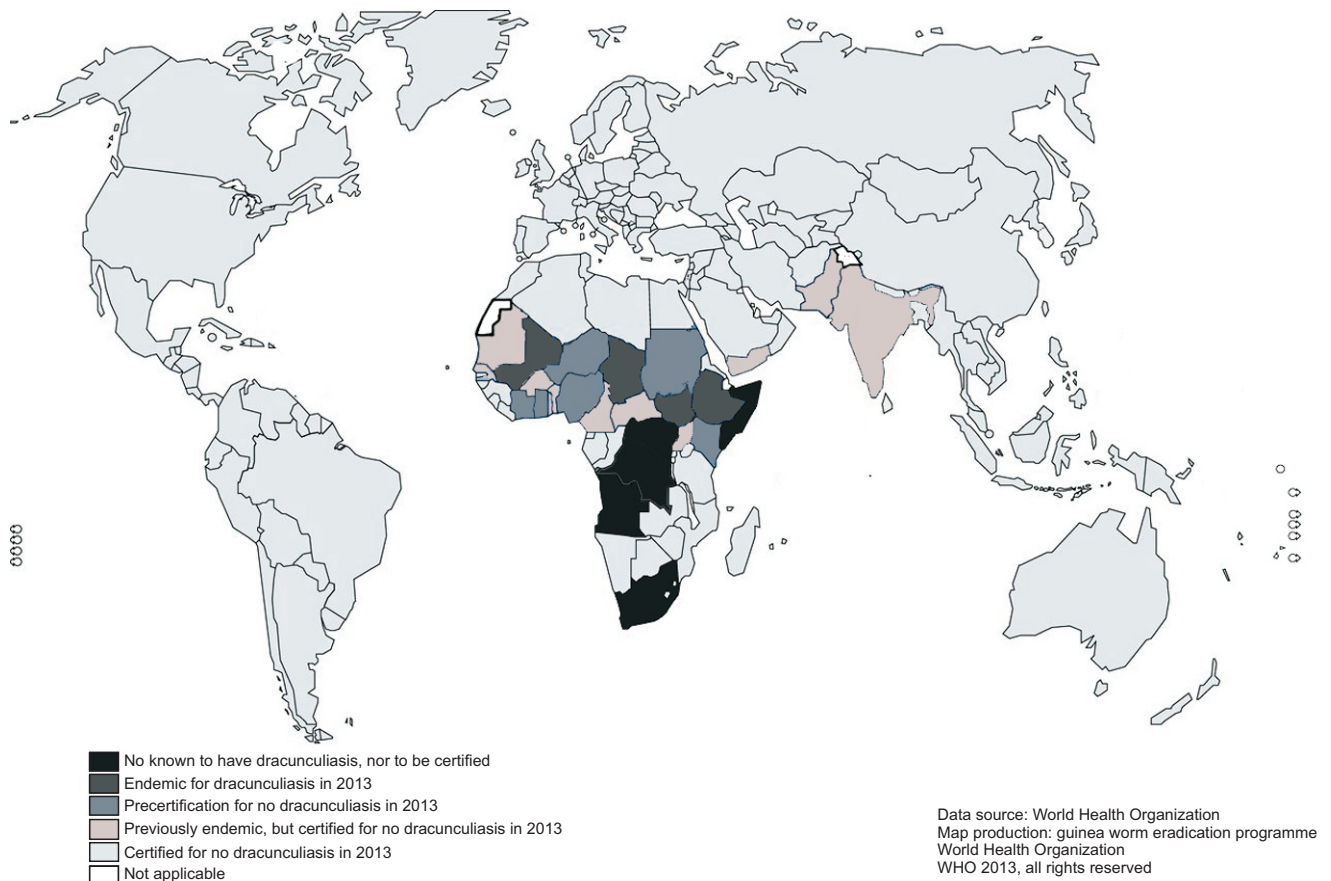 No known to have dracunculiasis, nor to be certified
Endemic for dracunculiasis in 2013
Precertification for no dracunculiasis in 2013
Previously endemic, but certified for no dracunculiasis in 2013
Certified for no dracunculiasis in 2013
Not applicable
Data source: World Health Organization
Map production: guinea worm eradication programme
World Health Organization
WHO 2013, all rights reserved